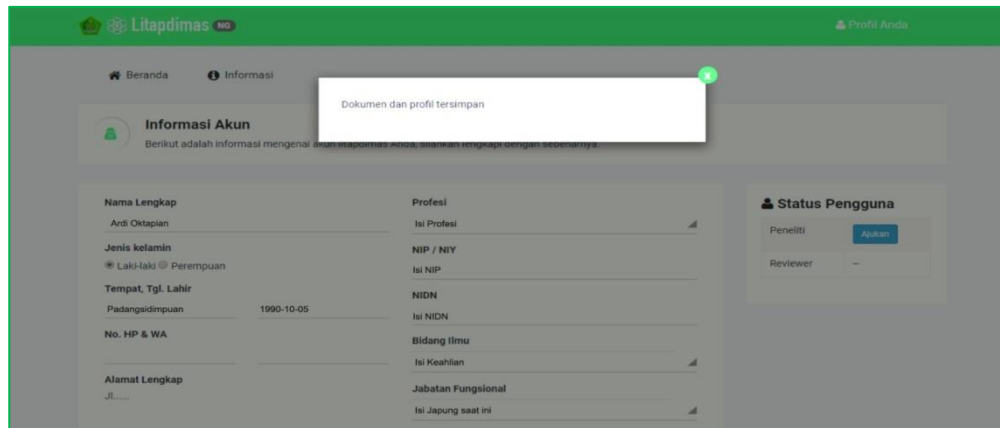 Litapdimas NG
Profil Anda
Beranda
Informasi
x
Dokumen dan profil tersimpan
Informasi Akun
Berikut adalah informasi mengenai akun litapdimas Anda, silahkan lengkapi dengan sebenarnya.
Nama Lengkap
Ardi Oktapian
Jenis kelamin
Laki-laki Perempuan
Tempat, Tgl. Lahir
Padangsidimpuan 1990-10-05
No. HP & WA
Alamat Lengkap
Jl......
Profesi
Isi Profesi
NIP / NIY
Isi NIP
NIDN
Isi NIDN
Bidang Ilmu
Isi Keahlian
Jabatan Fungsional
Isi Japung saat ini
Status Pengguna
Peneliti Ajukan
Reviewer –